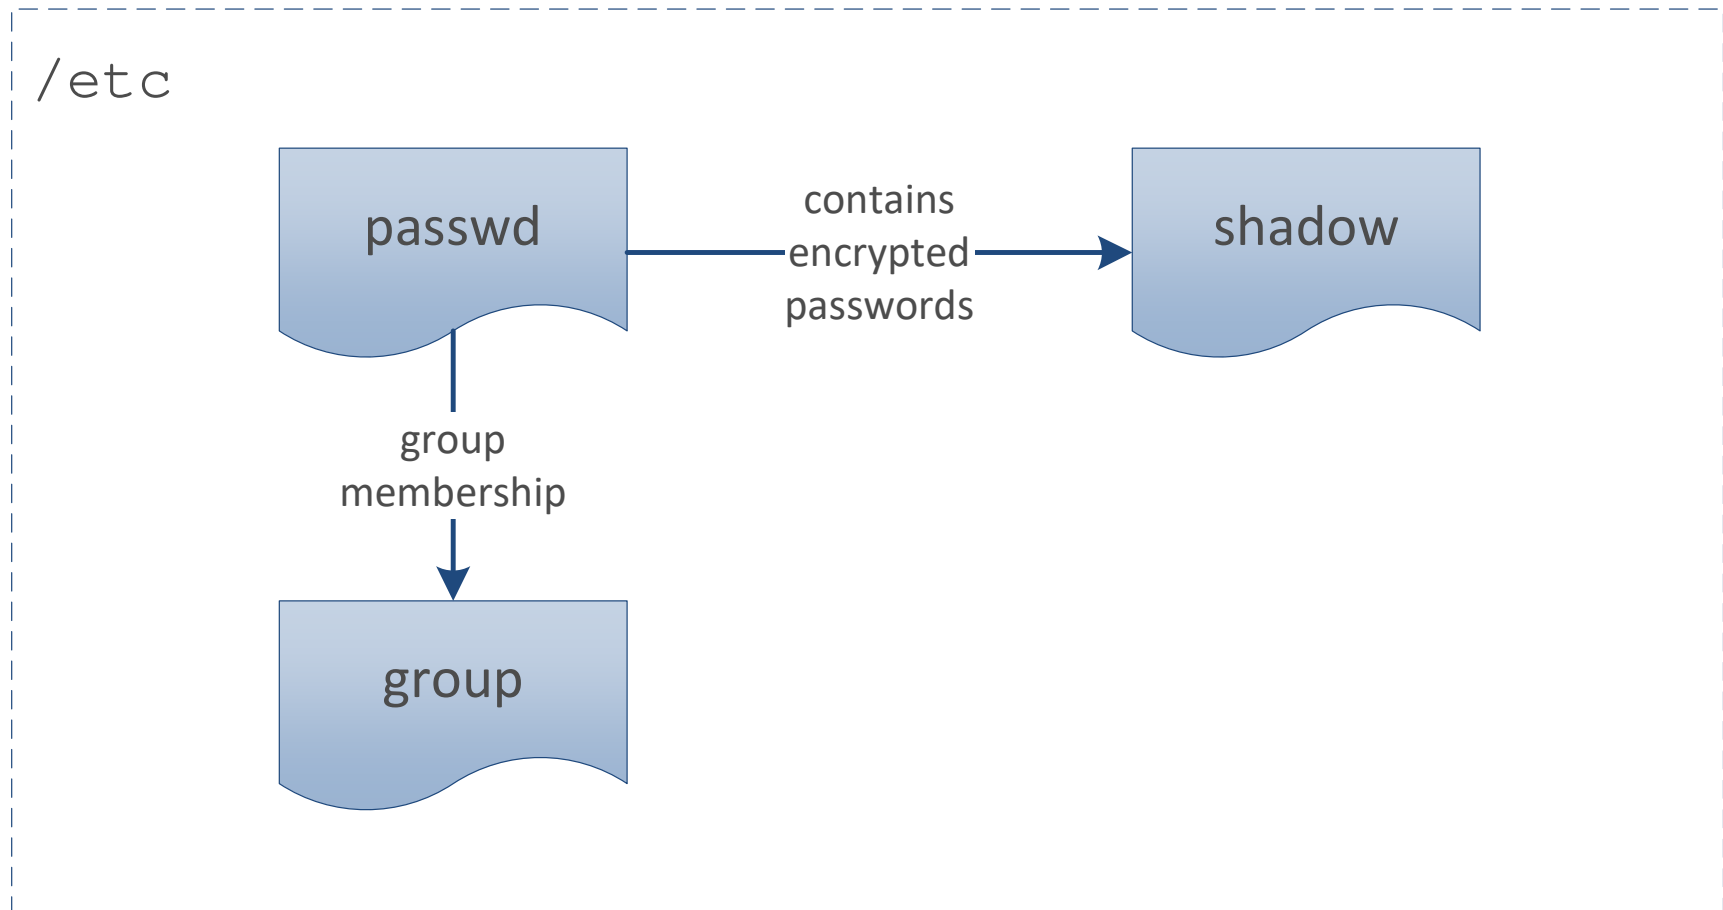 /etc
passwd
contains
encrypted
passwords
shadow
group
membership
group